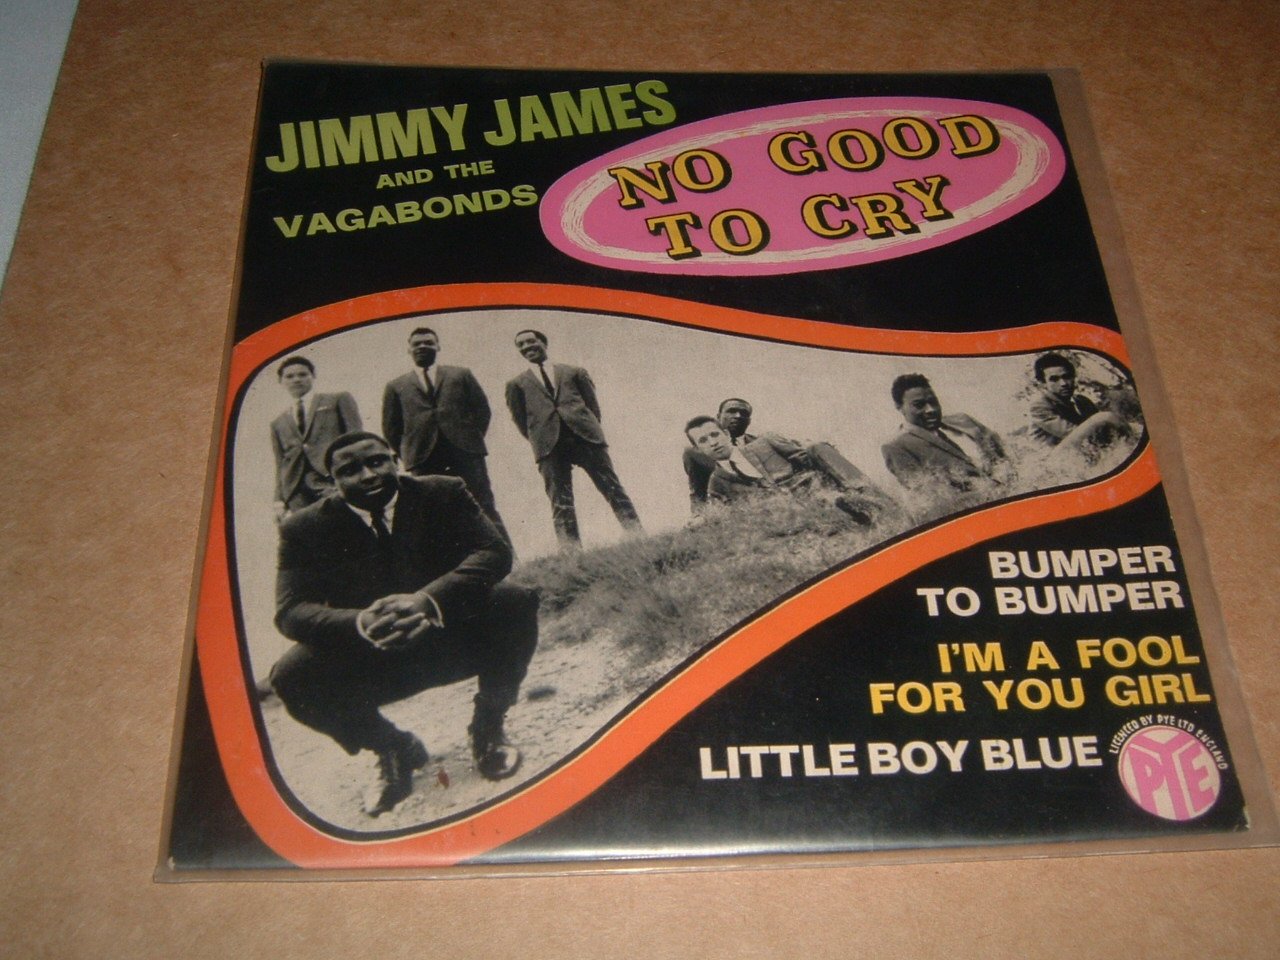 JIMMY JAMES
AND THE
VAGABONDS
NO GOOD
TO CRY
BUMPER
TO BUMPER
I'M A FOOL
FOR YOU GIRL
LITTLE BOY BLUE
LICENCED BY PYE LTD ENGLAND
PYE